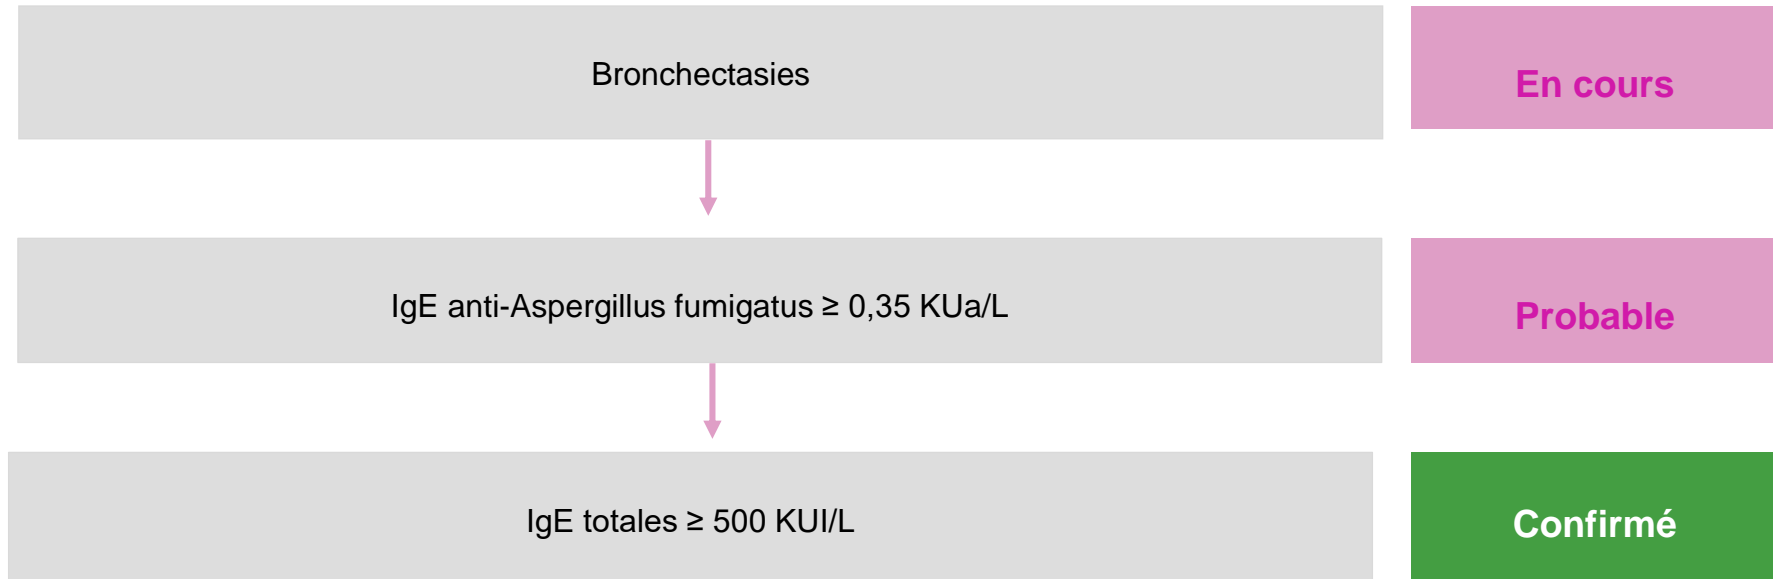 Bronchectasies
En cours
IgE anti-Aspergillus fumigatus ≥ 0,35 KUa/L
Probable
IgE totales ≥ 500 KUI/L
Confirmé